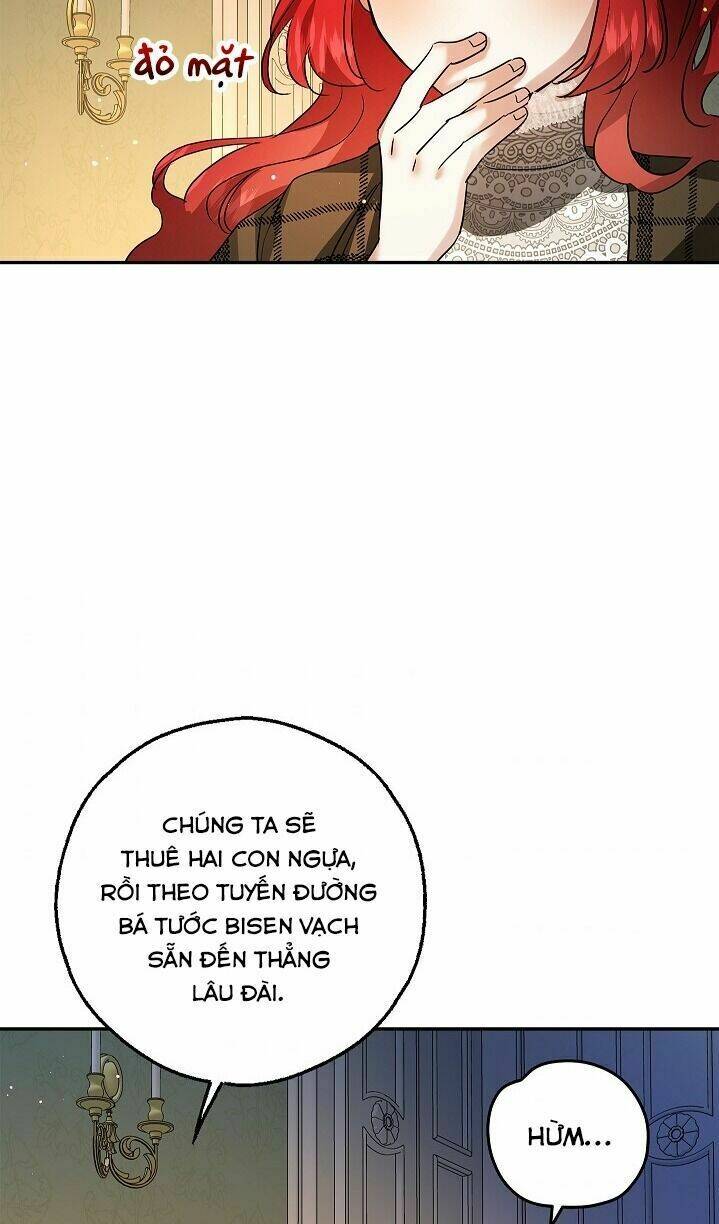 đỏ mặt
CHÚNG TA SẼ
THUÊ HAI CON NGỰA,
RỒI THEO TUYẾN ĐƯỜNG
BÁ TƯỚC BISEN VẠCH
SẴN ĐẾN THẲNG
LÂU ĐÀI.
HỪM...